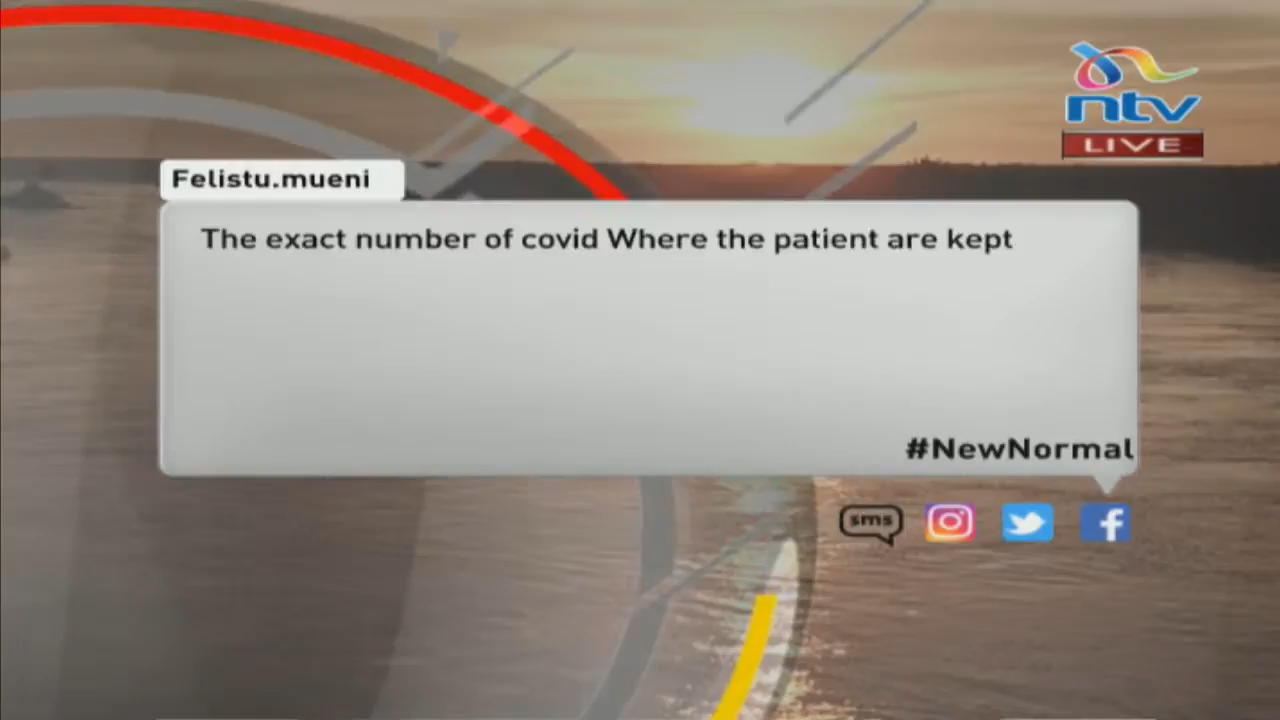 ntv
LIVE
Felistu.mueni
The exact number of covid Where the patient are kept
#NewNormal
sms